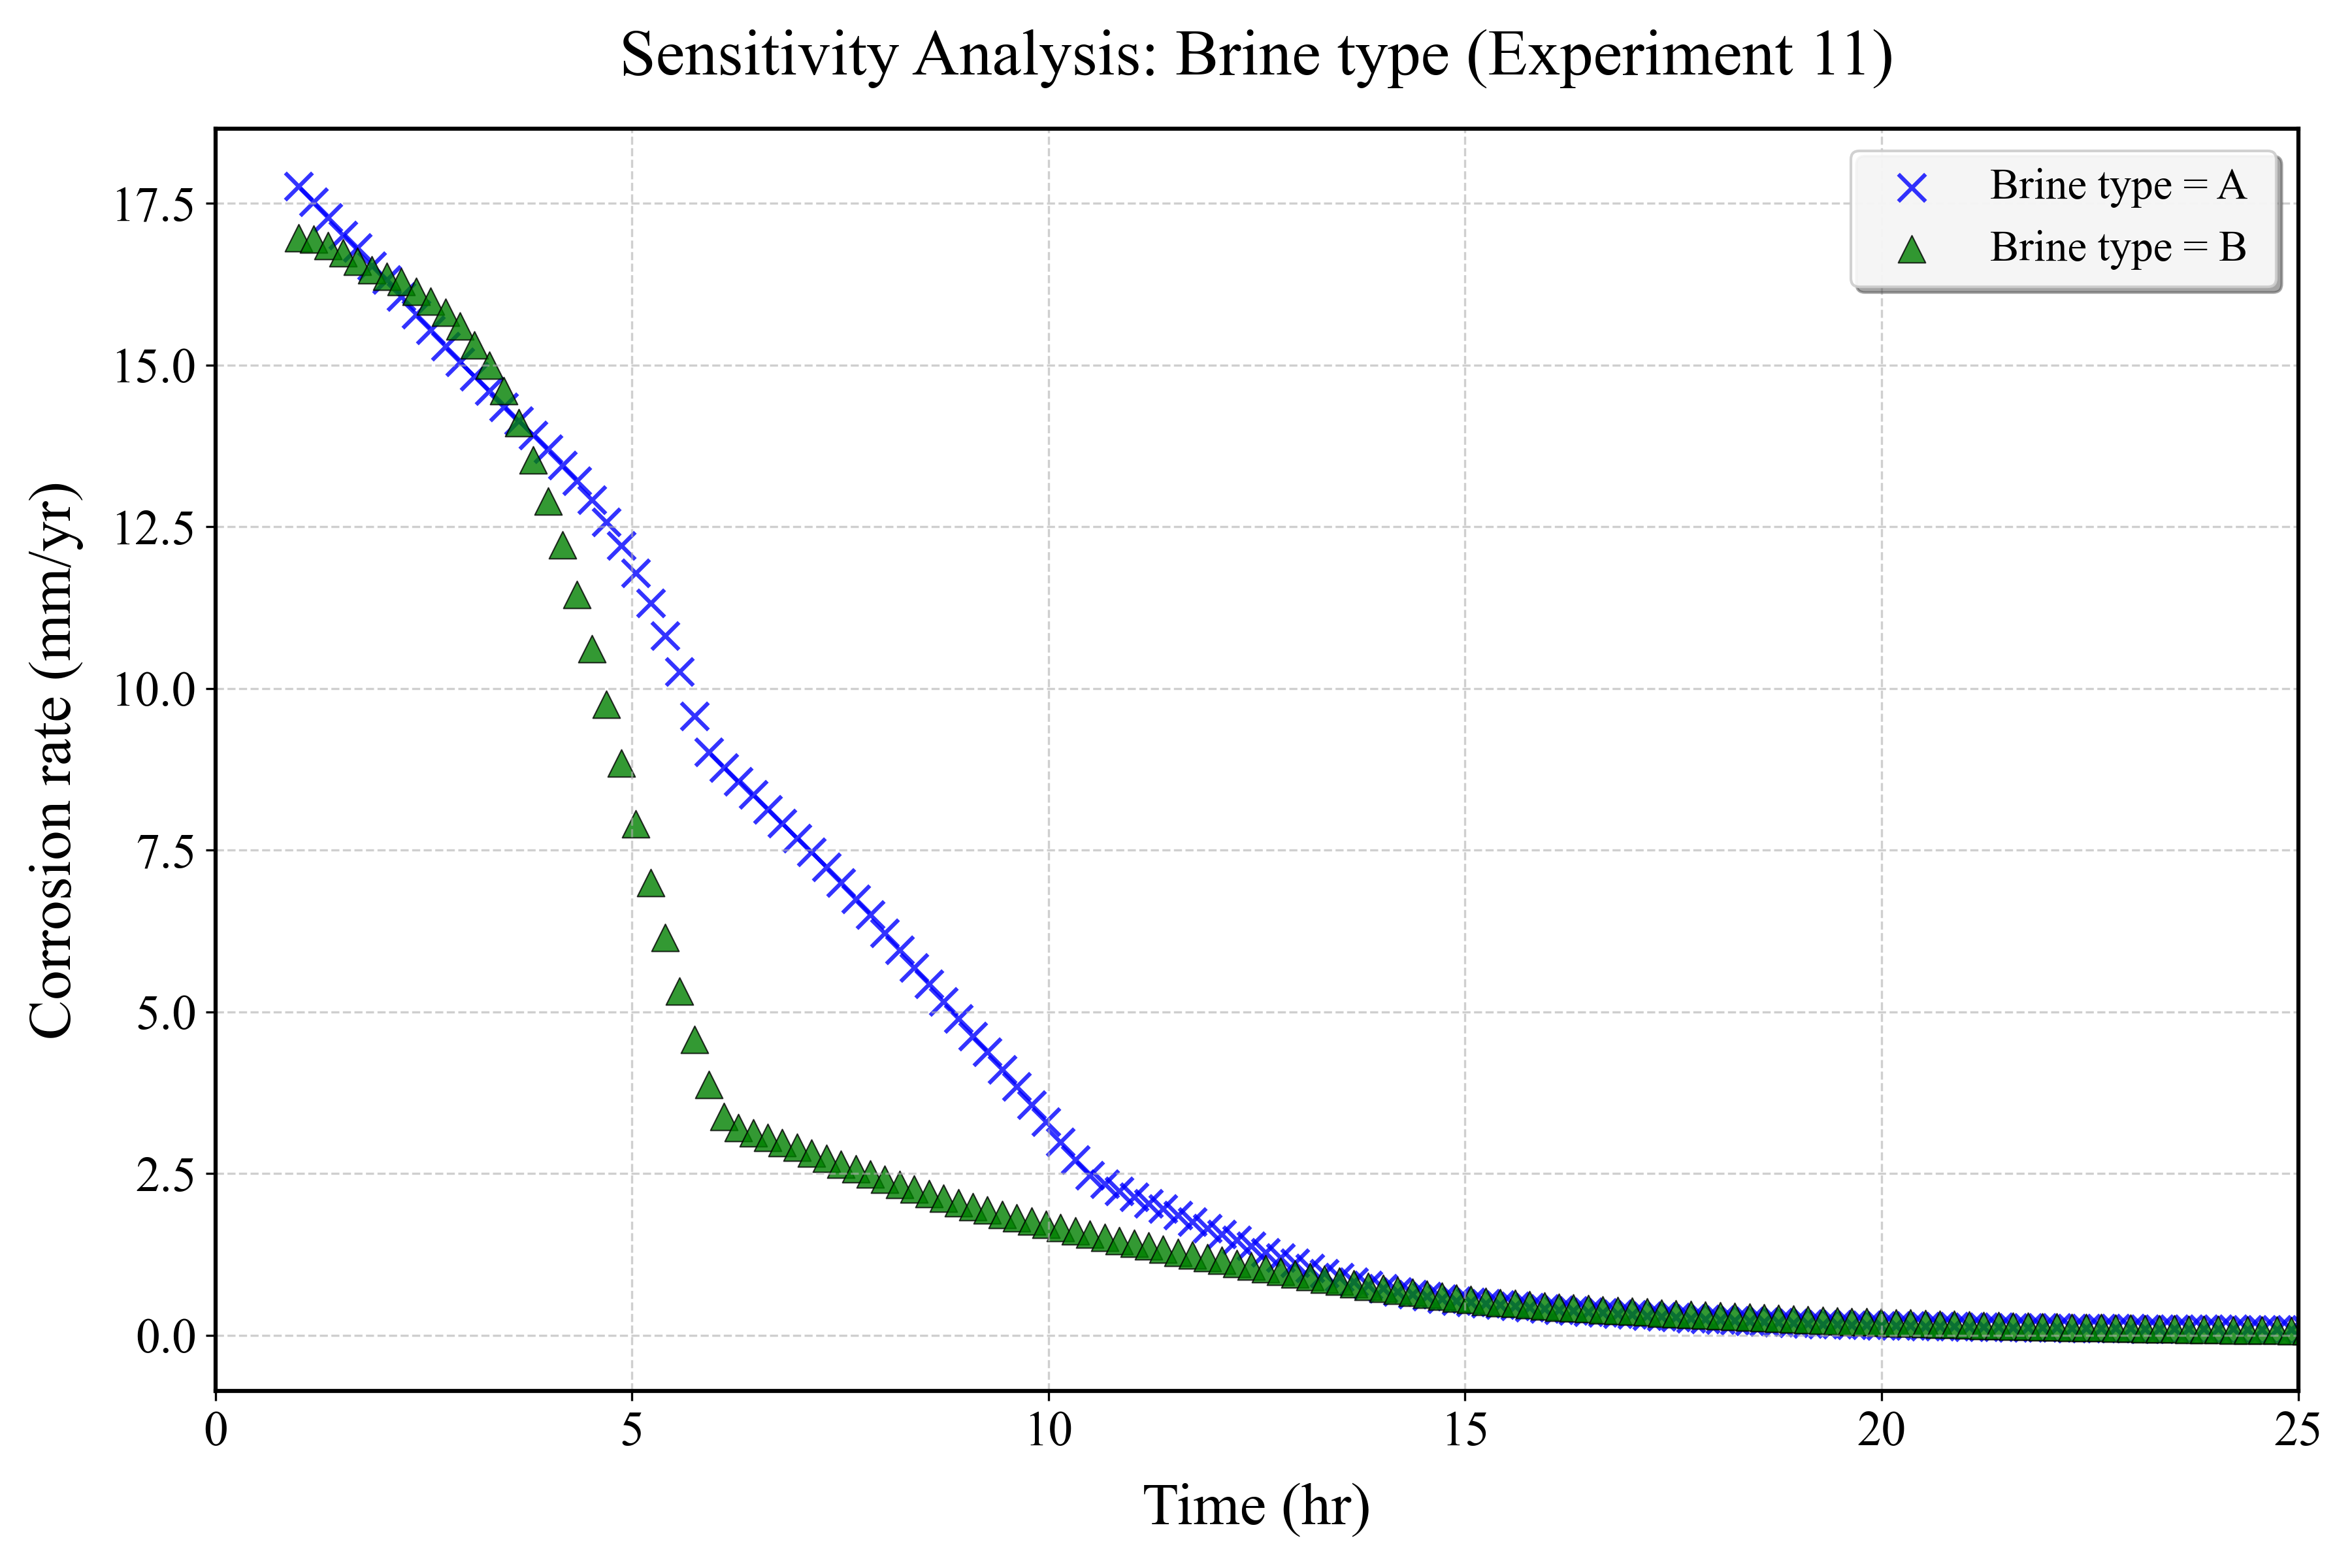 Sensitivity Analysis: Brine type (Experiment 11)
Brine type = A
Brine type = B
Corrosion rate (mm/yr)
17.5
15.0
12.5
10.0
7.5
5.0
2.5
0.0
0 5 10 15 20 25
Time (hr)